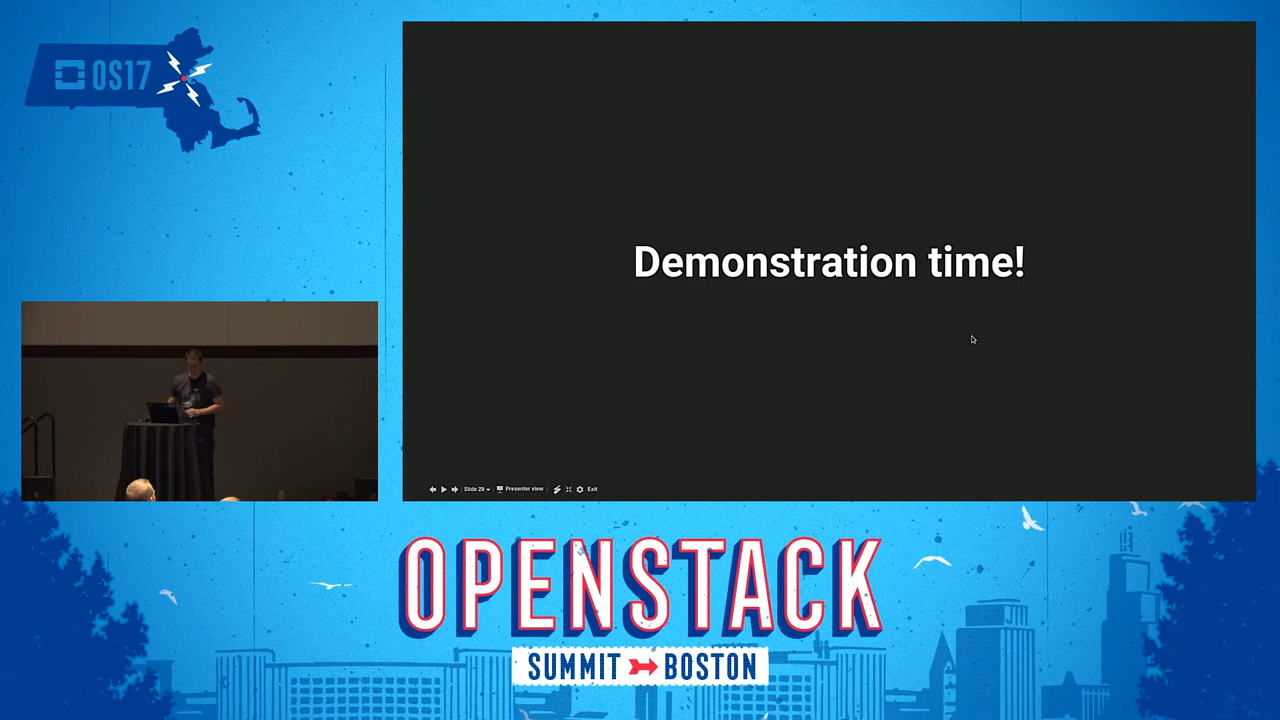 OS17
Demonstration time!
Slide 29
Presenter view
Exit
OPENSTACK
SUMMIT BOSTON